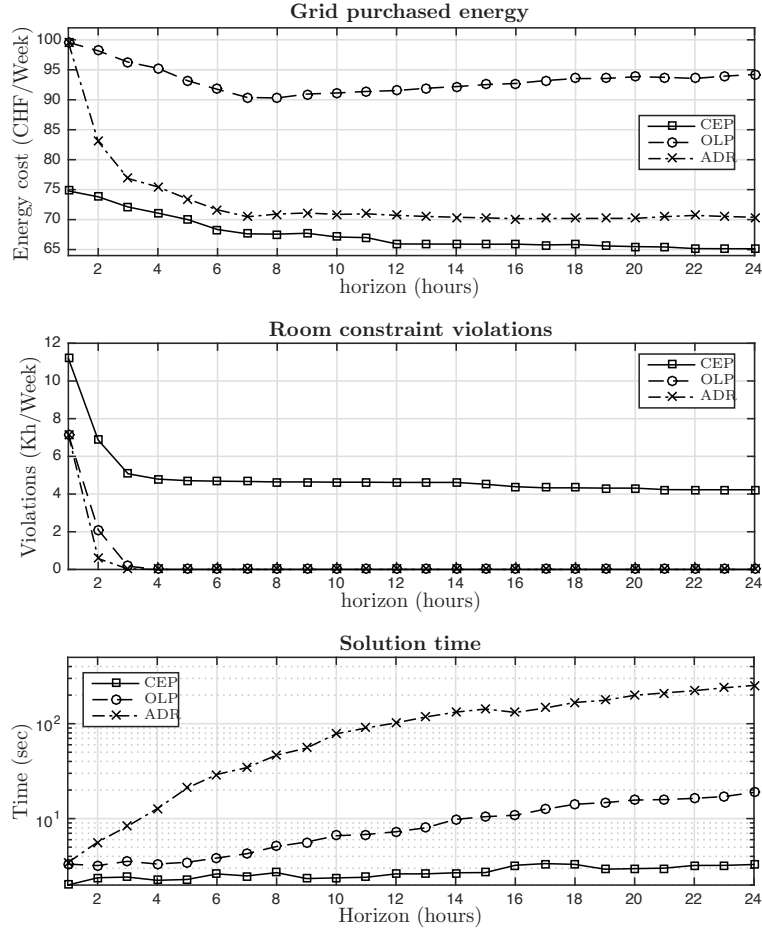 Grid purchased energy
Energy cost (CHF/Week)
100
95
90
85
80
75
70
65
CEP
OLP
ADR
2 4 6 8 10 12 14 16 18 20 22 24
horizon (hours)
Room constraint violations
Violations (Kh/Week)
12
10
8
6
4
2
0
CEP
OLP
ADR
2 4 6 8 10 12 14 16 18 20 22 24
horizon (hours)
Solution time
Time (sec)
10²
10¹
CEP
OLP
ADR
2 4 6 8 10 12 14 16 18 20 22 24
Horizon (hours)